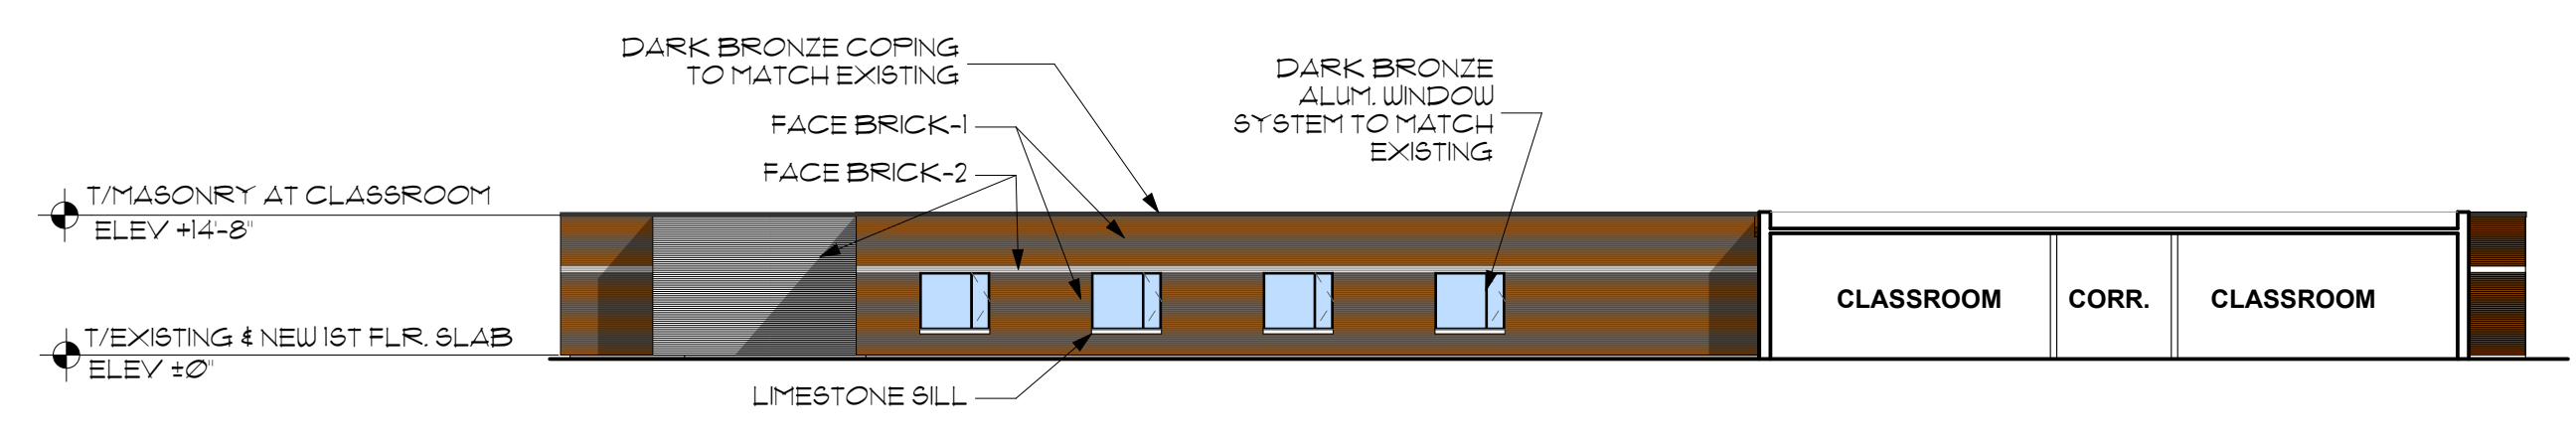 DARK BRONZE COPING
TO MATCH EXISTING
DARK BRONZE
ALUM. WINDOW
SYSTEM TO MATCH
EXISTING
FACE BRICK-1
FACE BRICK-2
T/MASONRY AT CLASSROOM
ELEV +14'-8"
T/EXISTING & NEW 1ST FLR. SLAB
ELEV ±Ø"
CLASSROOM
CORR.
CLASSROOM
LIMESTONE SILL